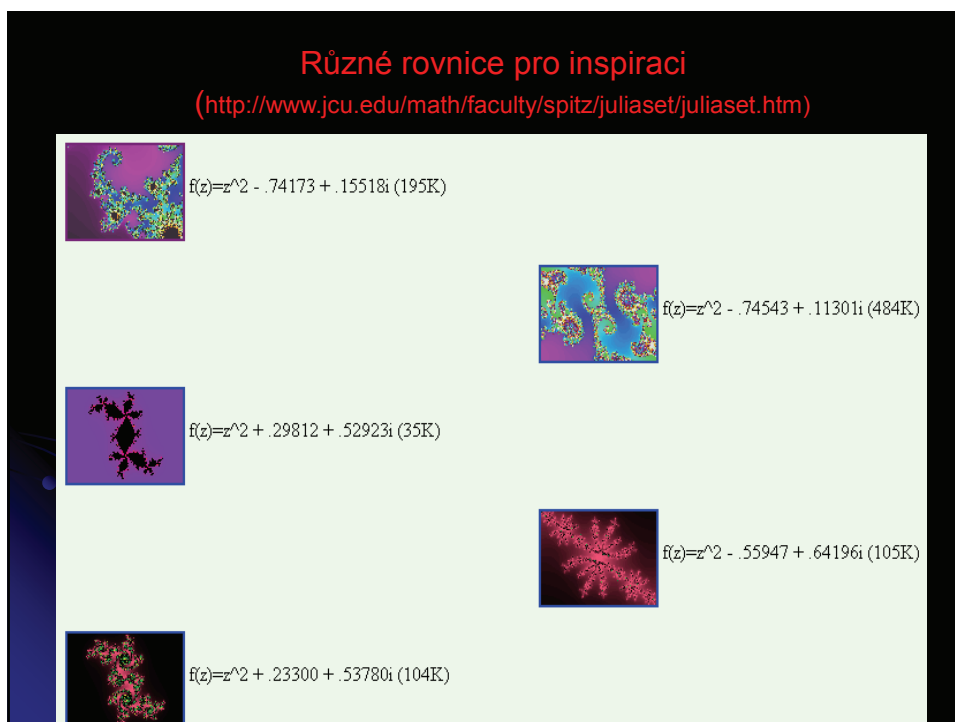 Různé rovnice pro inspiraci
(http://www.jcu.edu/math/faculty/spitz/juliaset/juliaset.htm)
f(z)=z^2 - .74173 + .15518i (195K)
f(z)=z^2 - .74543 + .11301i (484K)
f(z)=z^2 + .29812 + .52923i (35K)
f(z)=z^2 - .55947 + .64196i (105K)
f(z)=z^2 + .23300 + .53780i (104K)